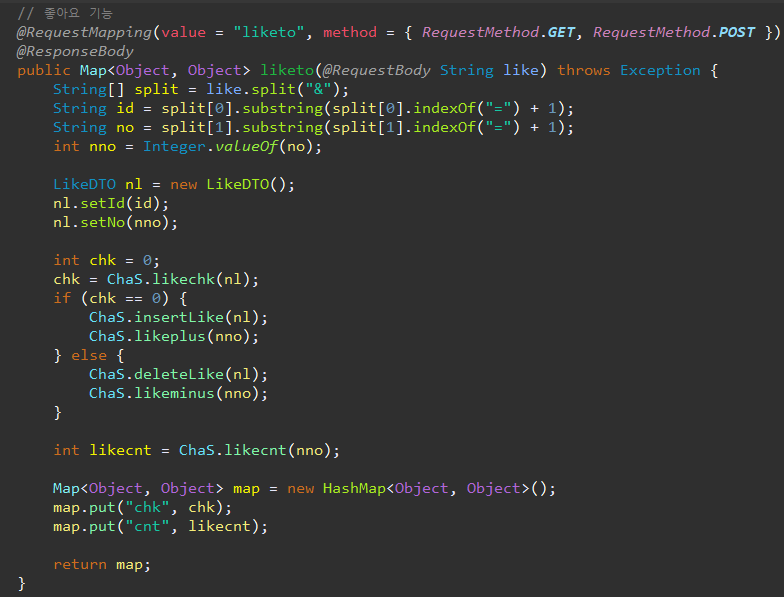 // 좋아요 기능
@RequestMapping(value = "liketo", method = { RequestMethod.GET, RequestMethod.POST })
@ResponseBody
public Map<Object, Object> liketo(@RequestBody String like) throws Exception {
    String[] split = like.split("&");
    String id = split[0].substring(split[0].indexOf("=") + 1);
    String no = split[1].substring(split[1].indexOf("=") + 1);
    int nno = Integer.valueOf(no);

    LikeDTO nl = new LikeDTO();
    nl.setId(id);
    nl.setNo(nno);

    int chk = 0;
    chk = ChaS.likechk(nl);
    if (chk == 0) {
        ChaS.insertLike(nl);
        ChaS.likeplus(nno);
    } else {
        ChaS.deleteLike(nl);
        ChaS.likeminus(nno);
    }

    int likecnt = ChaS.likecnt(nno);

    Map<Object, Object> map = new HashMap<Object, Object>();
    map.put("chk", chk);
    map.put("cnt", likecnt);

    return map;
}